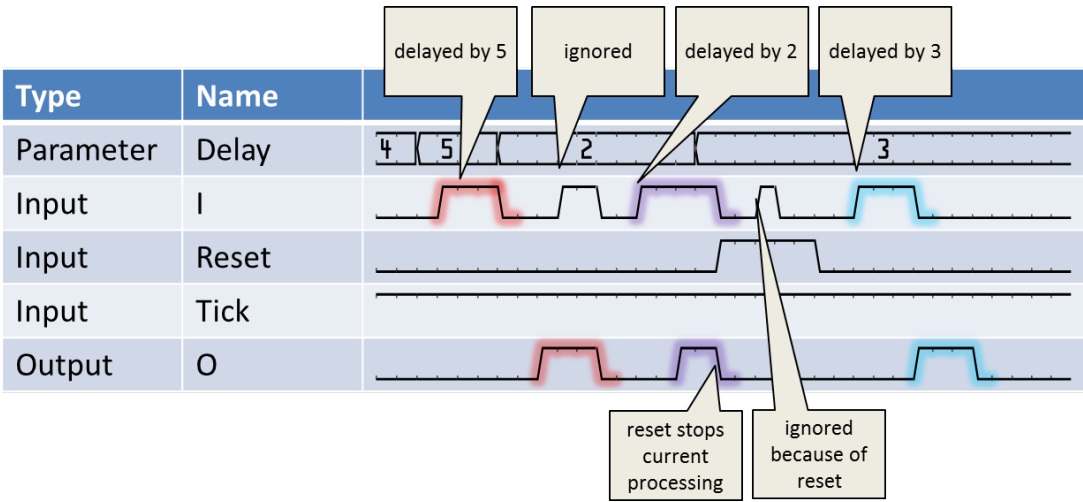 delayed by 5
ignored
delayed by 2
delayed by 3
Type Name
Parameter Delay 4 5 2 3
Input I
Input Reset
Input Tick
Output O
reset stops
current
processing
ignored
because of
reset